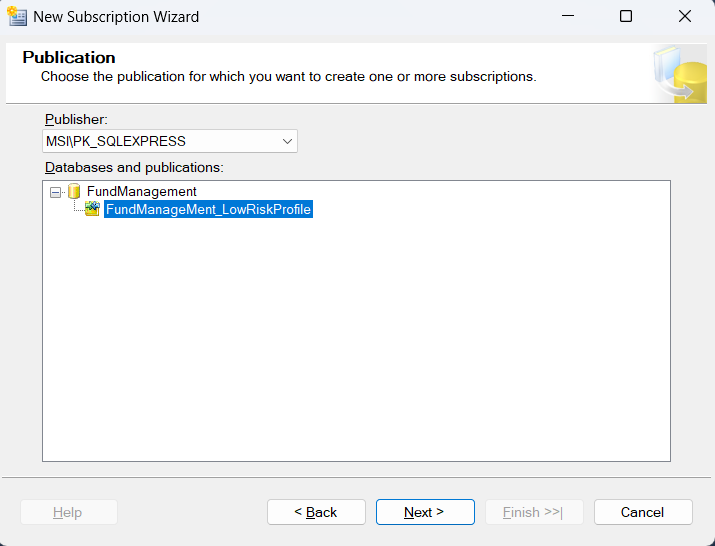 New Subscription Wizard
Publication
Choose the publication for which you want to create one or more subscriptions.
Publisher:
MSI\PK_SQLEXPRESS
Databases and publications:
FundManagement
FundManageMent_LowRiskProfile
Help
< Back
Next >
Finish >>|
Cancel